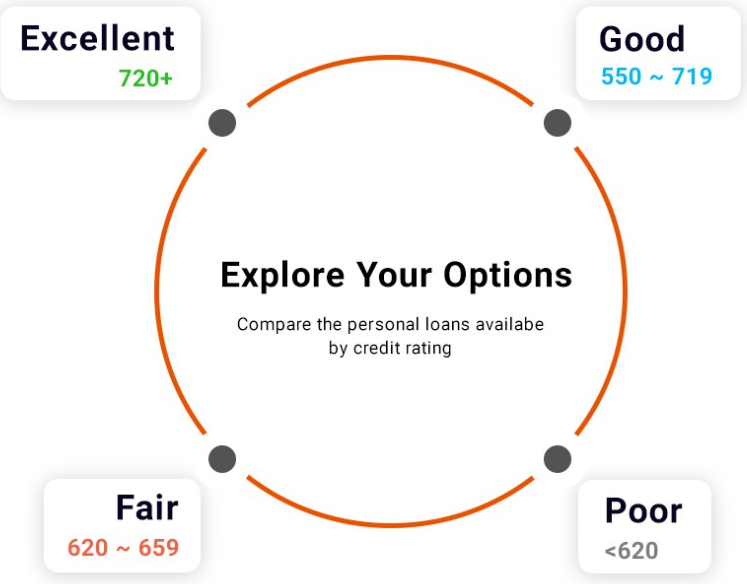 Excellent
720+
Good
550 ~ 719
Explore Your Options
Compare the personal loans availabe
by credit rating
Fair
620 ~ 659
Poor
<620